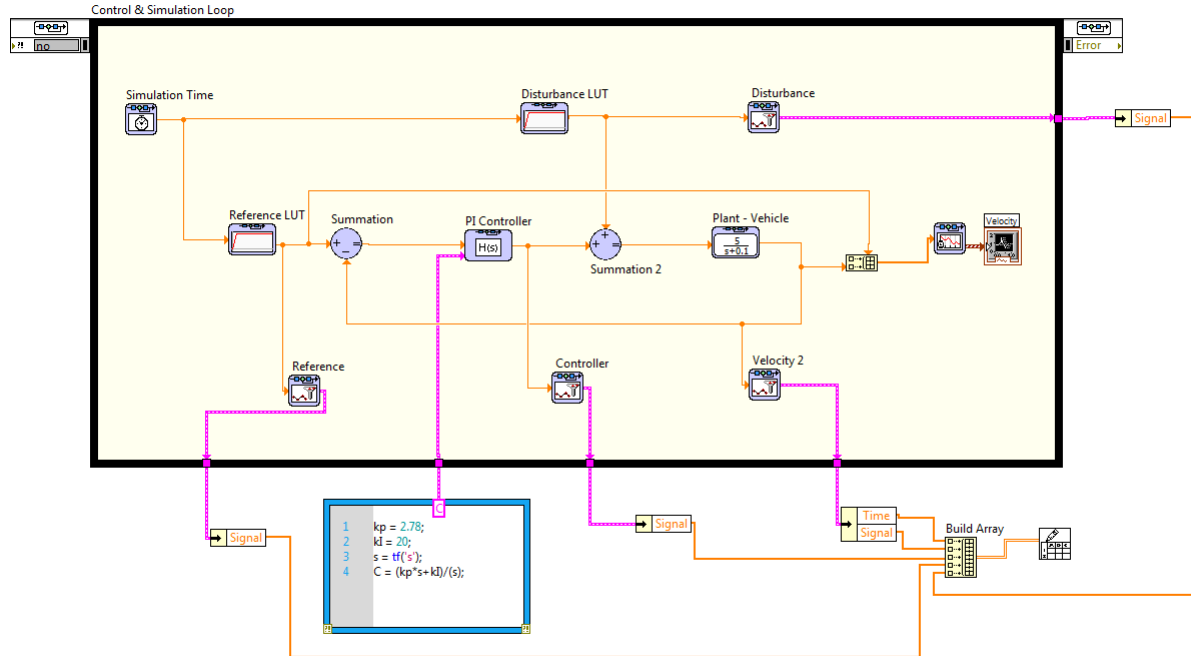 Control & Simulation Loop
no
Error
Simulation Time
Disturbance LUT
Disturbance
Signal
Reference LUT
Summation
PI Controller
H(s)
Summation 2
Plant - Vehicle
5
s+0.1
Velocity
Reference
Controller
Velocity 2
C
1 kp = 2.78;
2 kI = 20;
3 s = tf('s');
4 C = (kp*s+kI)/(s);
Signal
Signal
Time
Signal
Build Array